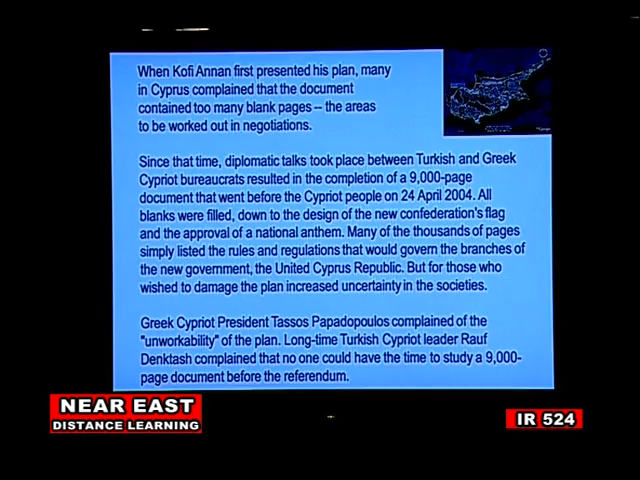 When Kofi Annan first presented his plan, many
in Cyprus complained that the document
contained too many blank pages -- the areas
to be worked out in negotiations.
Since that time, diplomatic talks took place between Turkish and Greek
Cypriot bureaucrats resulted in the completion of a 9,000-page
document that went before the Cypriot people on 24 April 2004. All
blanks were filled, down to the design of the new confederation's flag
and the approval of a national anthem. Many of the thousands of pages
simply listed the rules and regulations that would govern the branches of
the new government, the United Cyprus Republic. But for those who
wished to damage the plan increased uncertainty in the societies.
Greek Cypriot President Tassos Papadopoulos complained of the
"unworkability" of the plan. Long-time Turkish Cypriot leader Rauf
Denktash complained that no one could have the time to study a 9,000-
page document before the referendum.
NEAR EAST
DISTANCE LEARNING
IR 524